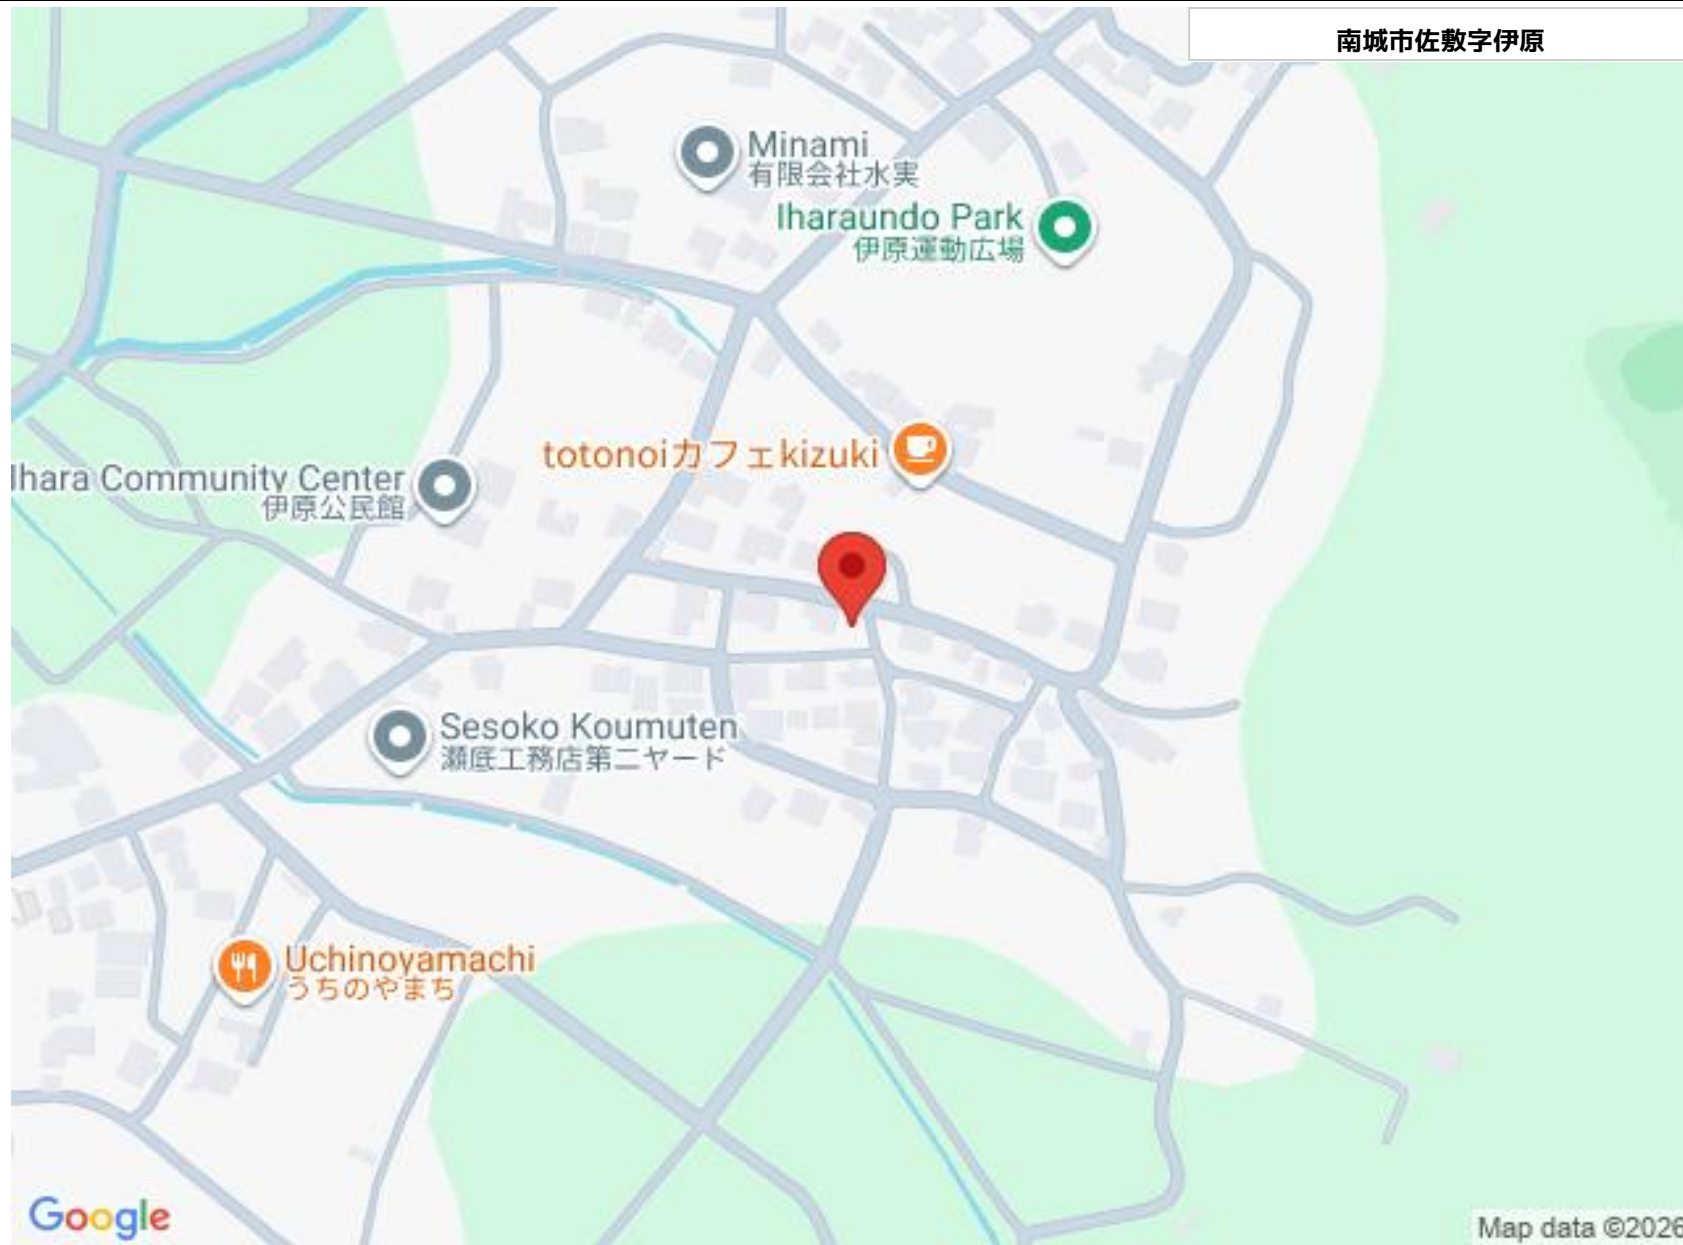 南城市佐敷字伊原
Minami
有限会社水実
Iharaundo Park
伊原運動広場
totonoiカフェkizuki
Ihara Community Center
伊原公民館
Sesoko Koumuten
瀬底工務店第二ヤード
Uchinoyamachi
うちのやまち
Google
Map data ©2026